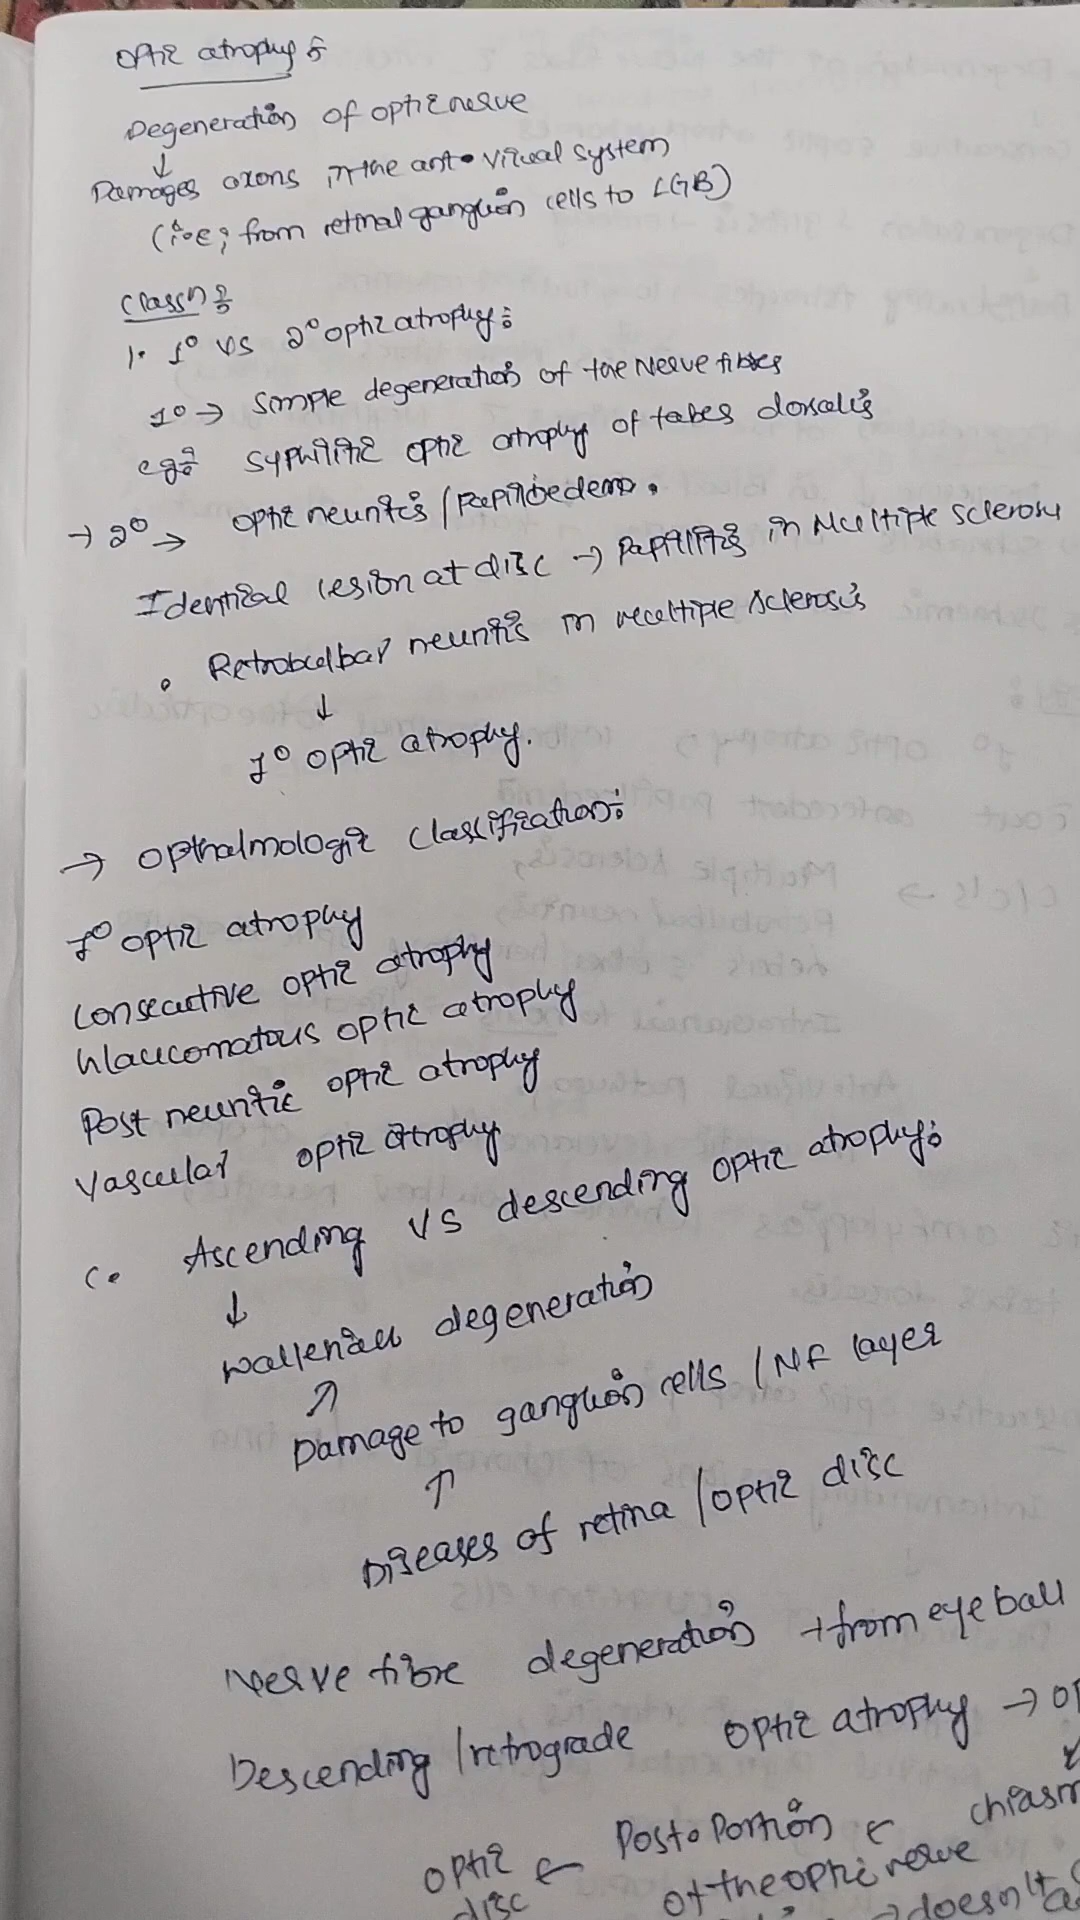 Optic atrophy :
Degeneration of optic nerve
↓
Damages axons in the ant. visual system
(i.e; from retinal ganglion cells to LGB)
Classn :
1. 1° vs 2° optic atrophy :
1° → Simple degeneration of the Nerve fibres
eg: syphilitic optic atrophy of tabes dorsalis
→ 2° → optic neuritis / Papilloedema.
Identical lesion at disc → Papillitis in Multiple sclerosis
• Retrobulbar neuritis in multiple sclerosis
↓
1° optic atrophy.
→ Opthalmologic Classification:
1° optic atrophy
Consecutive optic atrophy
Glaucomatous optic atrophy
Post neuritic optic atrophy
Vascular optic atrophy
C. Ascending vs descending optic atrophy:
↓
Wallerian degeneration
↑
Damage to ganglion cells / NF layer
↑
Diseases of retina / optic disc
Nerve fibre degeneration → from eyeball
Descending / retrograde optic atrophy →
optic disc ← Post. Portion of the optic nerve ←
doesn't